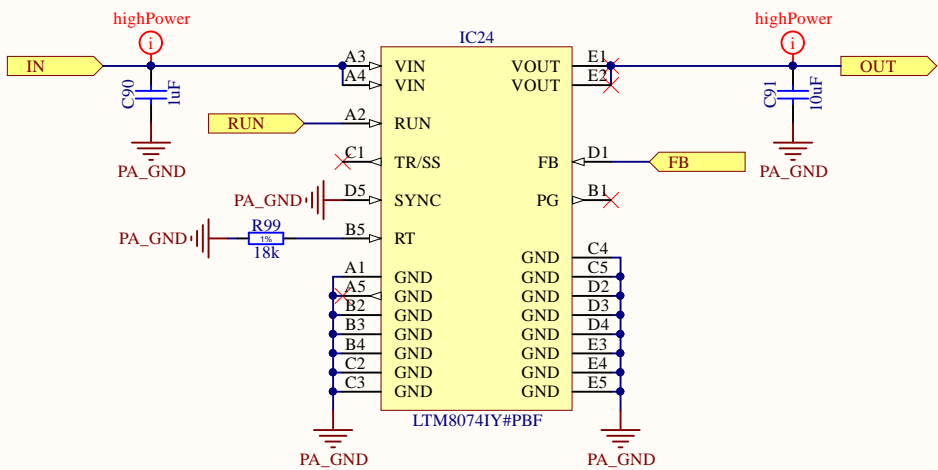 highPower
highPower
i
i
IC24
IN
A3
VIN
VOUT
E1
OUT
A4
VIN
VOUT
E2
C90
1uF
C91
10uF
RUN
A2
RUN
PA_GND
C1
TR/SS
FB
D1
FB
PA_GND
PA_GND
D5
SYNC
PG
B1
PA_GND
R99
1%
18k
B5
RT
GND
C4
A1
GND
GND
C5
A5
GND
GND
D2
B2
GND
GND
D3
B3
GND
GND
D4
B4
GND
GND
E3
C2
GND
GND
E4
C3
GND
GND
E5
LTM8074IY#PBF
PA_GND
PA_GND